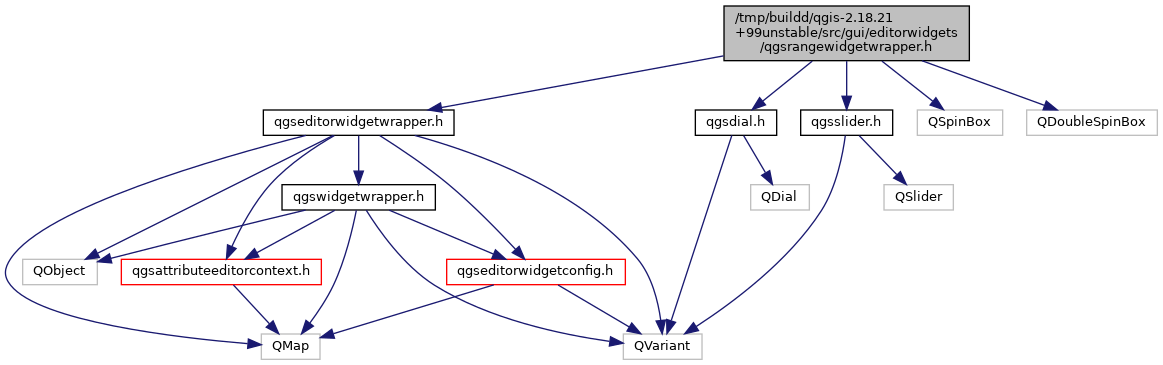 /tmp/buildd/qgis-2.18.21
+99unstable/src/gui/editorwidgets
/qgsrangewidgetwrapper.h
qgseditorwidgetwrapper.h
qgsdial.h
qgsslider.h
QSpinBox
QDoubleSpinBox
qgswidgetwrapper.h
QDial
QSlider
QObject
qgsattributeeditorcontext.h
qgseditorwidgetconfig.h
QMap
QVariant